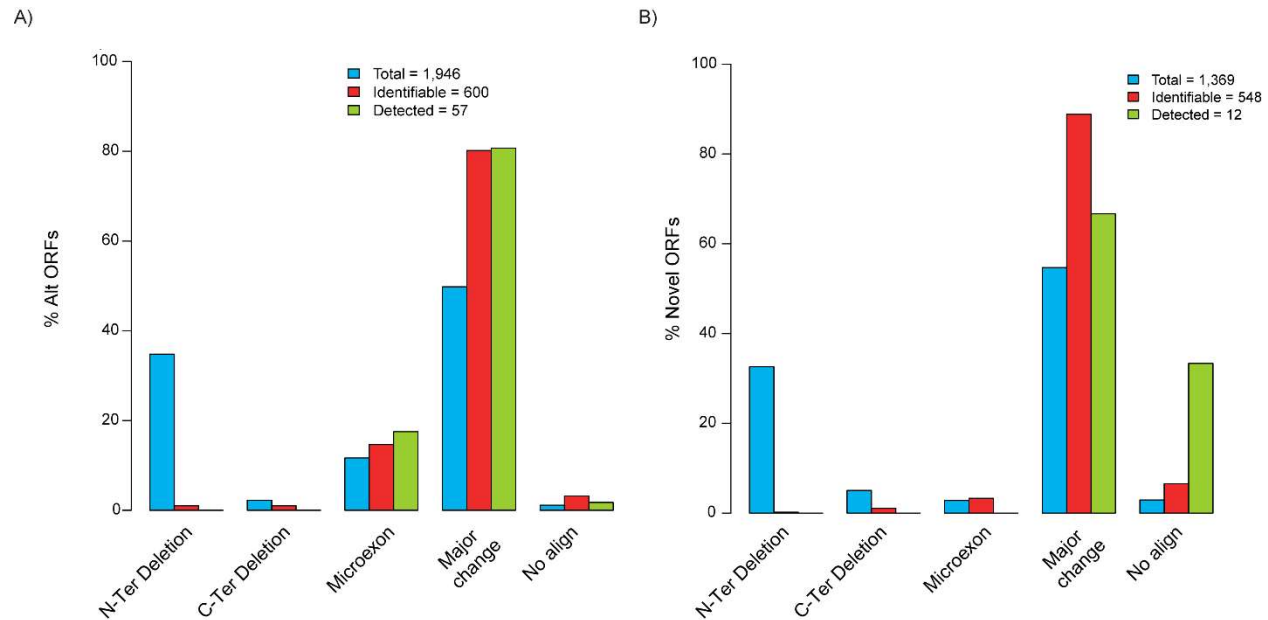 A)
100
80
60
40
20
0
% Alt ORFs
Total = 1,946
Identifiable = 600
Detected = 57
N-Ter Deletion
C-Ter Deletion
Microexon
Major
change
No align
B)
100
80
60
40
20
0
% Novel ORFs
Total = 1,369
Identifiable = 548
Detected = 12
N-Ter Deletion
C-Ter Deletion
Microexon
Major
change
No align